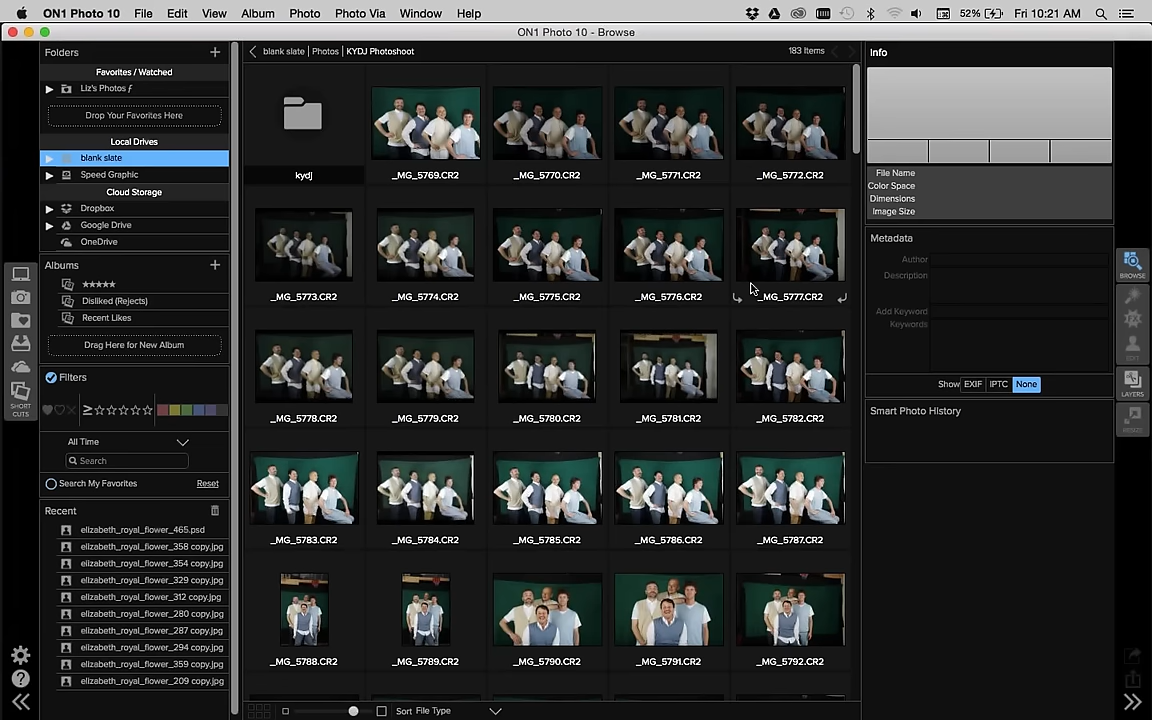 ON1 Photo 10 File Edit View Album Photo Photo Via Window Help 52% Fri 10:21 AM
ON1 Photo 10 - Browse
Folders
Favorites / Watched
Liz's Photos ƒ
Drop Your Favorites Here
Local Drives
blank slate
Speed Graphic
Cloud Storage
Dropbox
Google Drive
OneDrive
Albums
Disliked (Rejects)
Recent Likes
Drag Here for New Album
SHORT
CUTS
Filters
All Time
Search
Search My Favorites Reset
Recent
elizabeth_royal_flower_465.psd
elizabeth_royal_flower_358 copy.jpg
elizabeth_royal_flower_354 copy.jpg
elizabeth_royal_flower_329 copy.jpg
elizabeth_royal_flower_312 copy.jpg
elizabeth_royal_flower_280 copy.jpg
elizabeth_royal_flower_287 copy.jpg
elizabeth_royal_flower_294 copy.jpg
elizabeth_royal_flower_359 copy.jpg
elizabeth_royal_flower_209 copy.jpg
blank slate | Photos | KYDJ Photoshoot 183 Items
kydj _MG_5769.CR2 _MG_5770.CR2 _MG_5771.CR2 _MG_5772.CR2
_MG_5773.CR2 _MG_5774.CR2 _MG_5775.CR2 _MG_5776.CR2 _MG_5777.CR2
_MG_5778.CR2 _MG_5779.CR2 _MG_5780.CR2 _MG_5781.CR2 _MG_5782.CR2
_MG_5783.CR2 _MG_5784.CR2 _MG_5785.CR2 _MG_5786.CR2 _MG_5787.CR2
_MG_5788.CR2 _MG_5789.CR2 _MG_5790.CR2 _MG_5791.CR2 _MG_5792.CR2
Sort File Type
Info
File Name
Color Space
Dimensions
Image Size
Metadata
Author
Description
Add Keyword
Keywords
Show EXIF IPTC None
Smart Photo History
BROWSE
FX
EDIT
LAYERS
RESIZE